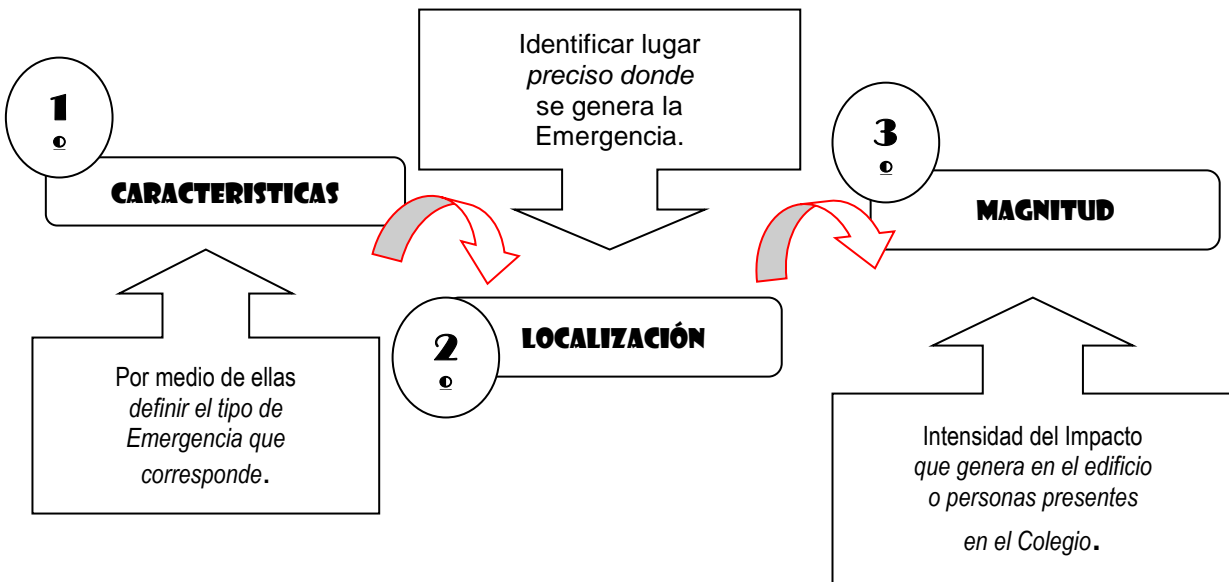 1
CARACTERISTICAS
Por medio de ellas
definir el tipo de
Emergencia que
corresponde.
Identificar lugar
preciso donde
se genera la
Emergencia.
2
LOCALIZACIÓN
3
MAGNITUD
Intensidad del Impacto
que genera en el edificio
o personas presentes
en el Colegio.